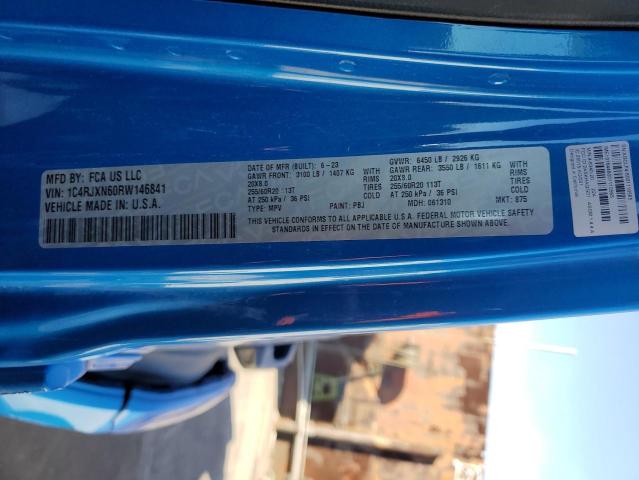 MFD BY: FCA US LLC
VIN: 1C4RJXN60RW146841
VEHICLE MADE IN: U.S.A.
DATE OF MFR (BUILT): 6-23
GAWR FRONT: 3100 LB / 1407 KG WITH
20X8.0 RIMS
255/60R20 113T TIRES
AT 250 kPa / 36 PSI COLD
TYPE: MPV PAINT: PBJ
GVWR: 6450 LB / 2926 KG
GAWR REAR: 3550 LB / 1611 KG WITH
20X8.0 RIMS
255/60R20 113T TIRES
AT 250 kPa / 36 PSI COLD
MDH: 061310 MKT: 875
THIS VEHICLE CONFORMS TO ALL APPLICABLE U.S.A. FEDERAL MOTOR VEHICLE SAFETY
STANDARDS IN EFFECT ON THE DATE OF MANUFACTURE SHOWN ABOVE.